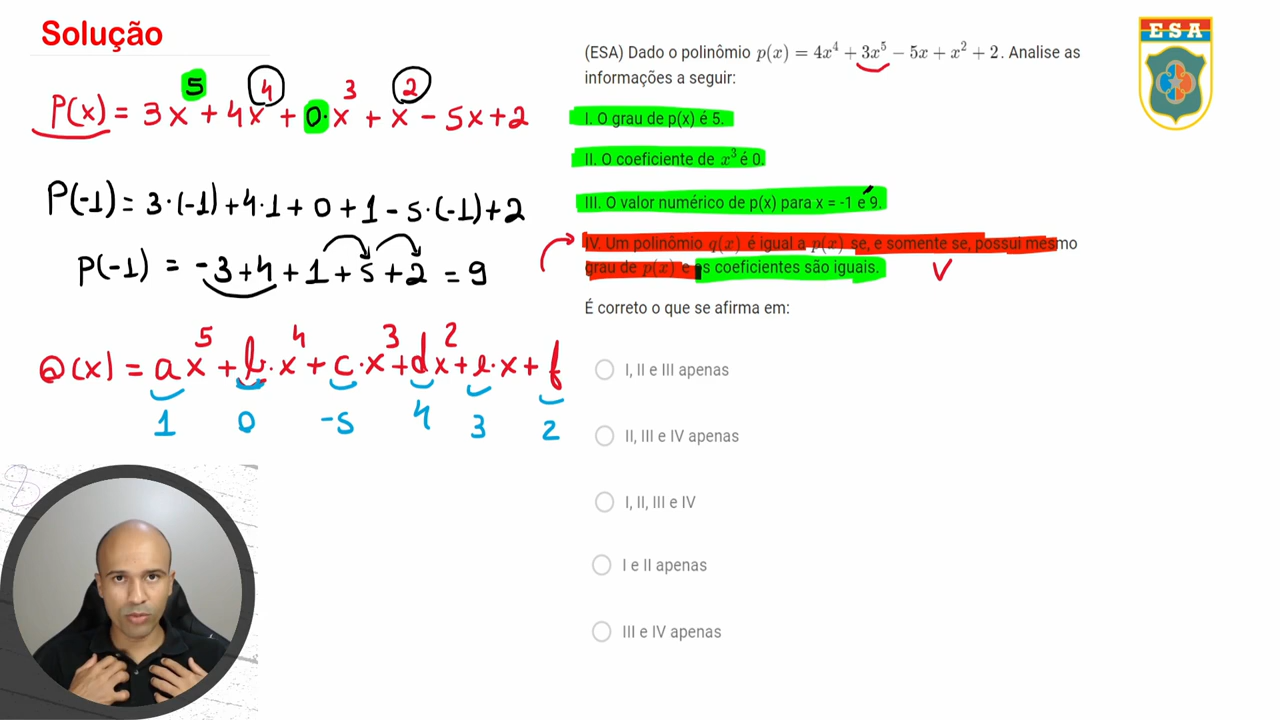 Solução
P(x) = 3x⁵ + 4x⁴ + 0·x³ + x² - 5x + 2
P(-1) = 3·(-1) + 4·1 + 0 + 1 - 5·(-1) + 2
P(-1) = -3 + 4 + 1 + 5 + 2 = 9
Q(x) = ax⁵ + b·x⁴ + c·x³ + dx² + e·x + f
1 0 -5 4 3 2
(ESA) Dado o polinômio p(x) = 4x⁴ + 3x⁵ − 5x + x² + 2. Analise as
informações a seguir:
I. O grau de p(x) é 5.
II. O coeficiente de x³ é 0.
III. O valor numérico de p(x) para x = -1 é 9.
IV. Um polinômio q(x) é igual a p(x) se, e somente se, possui mesmo
grau de p(x) e os coeficientes são iguais.
V
É correto o que se afirma em:
I, II e III apenas
II, III e IV apenas
I, II, III e IV
I e II apenas
III e IV apenas
ESA